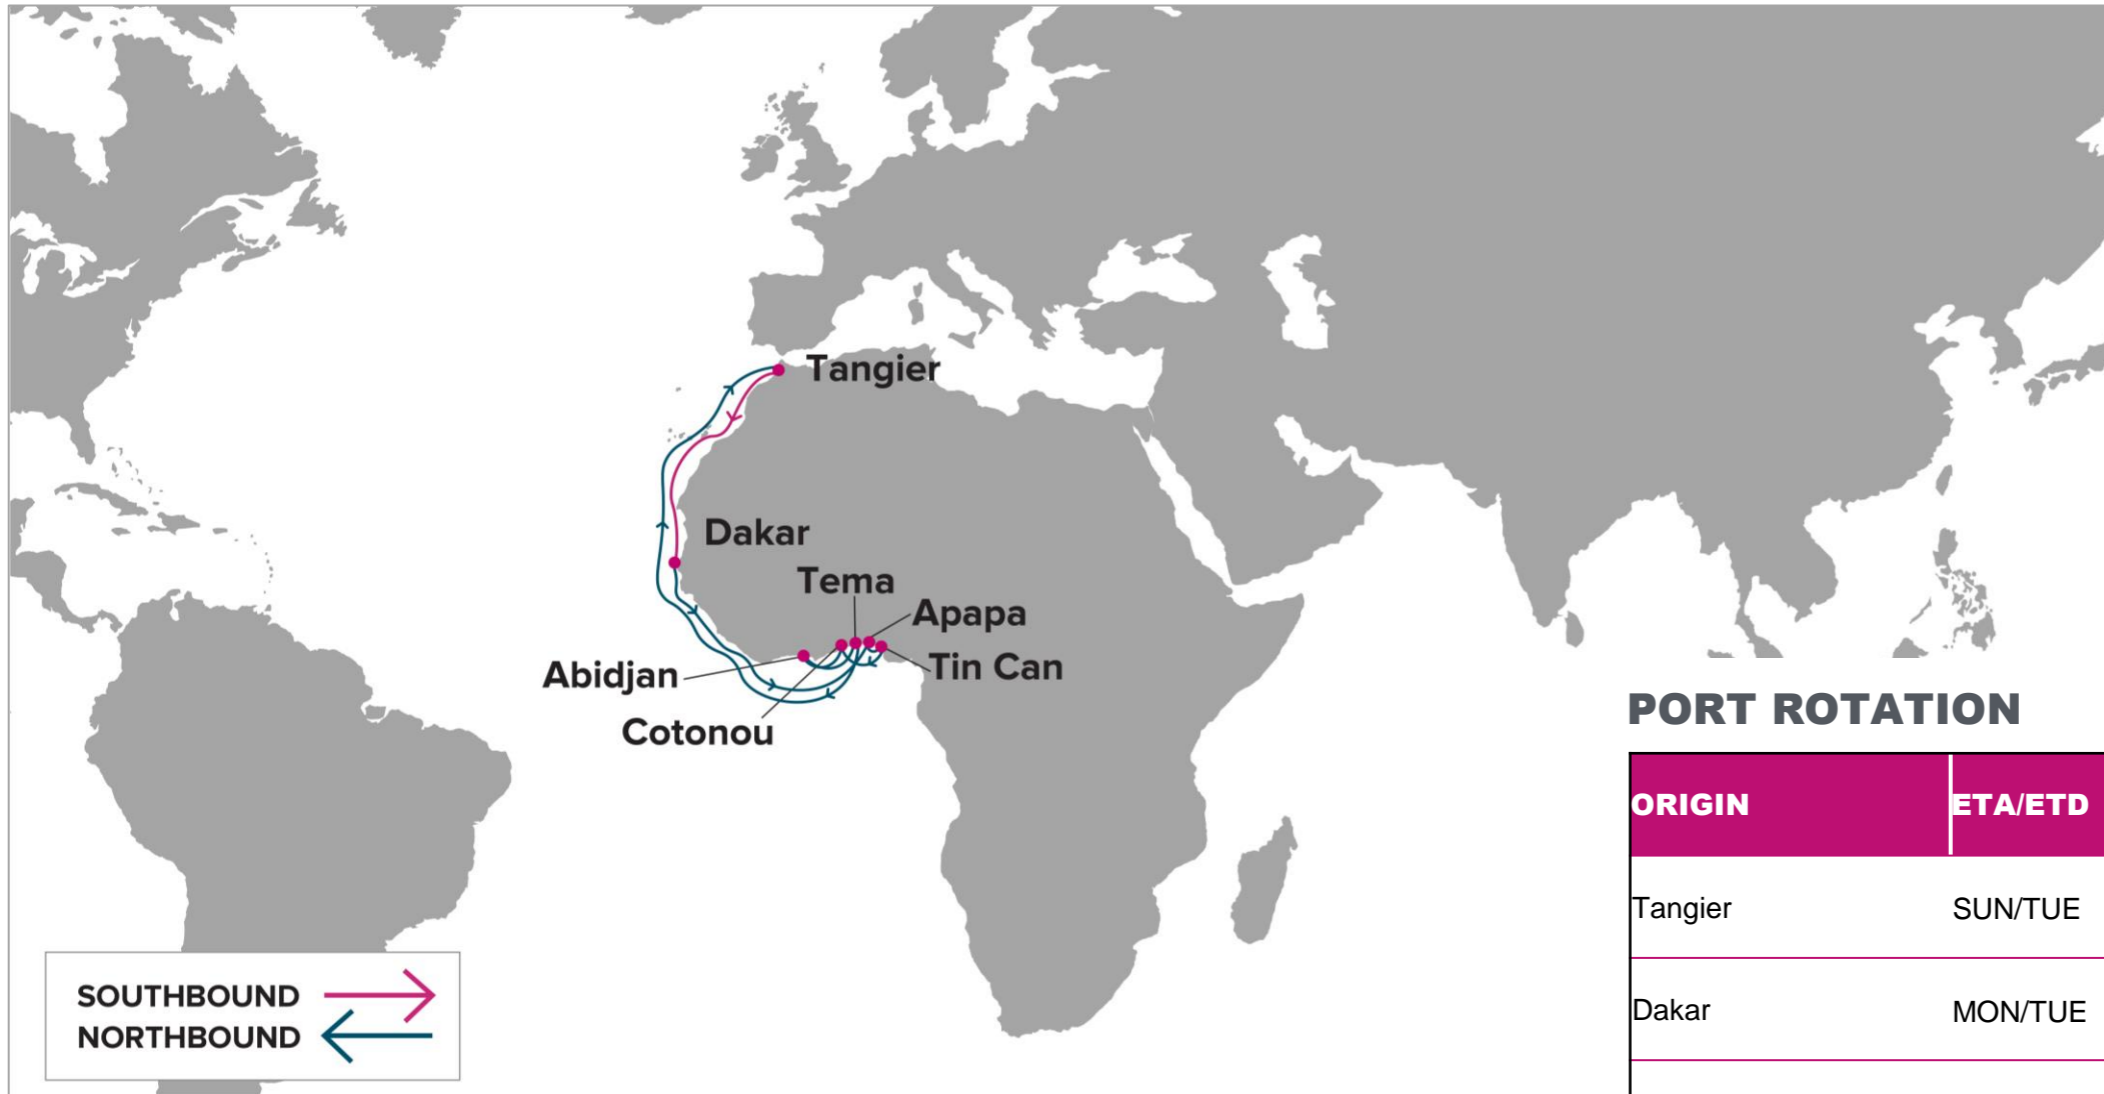 Tangier
Dakar
Tema
Apapa
Abidjan
Tin Can
Cotonou
SOUTHBOUND
NORTHBOUND
PORT ROTATION
ORIGIN ETA/ETD
Tangier SUN/TUE
Dakar MON/TUE